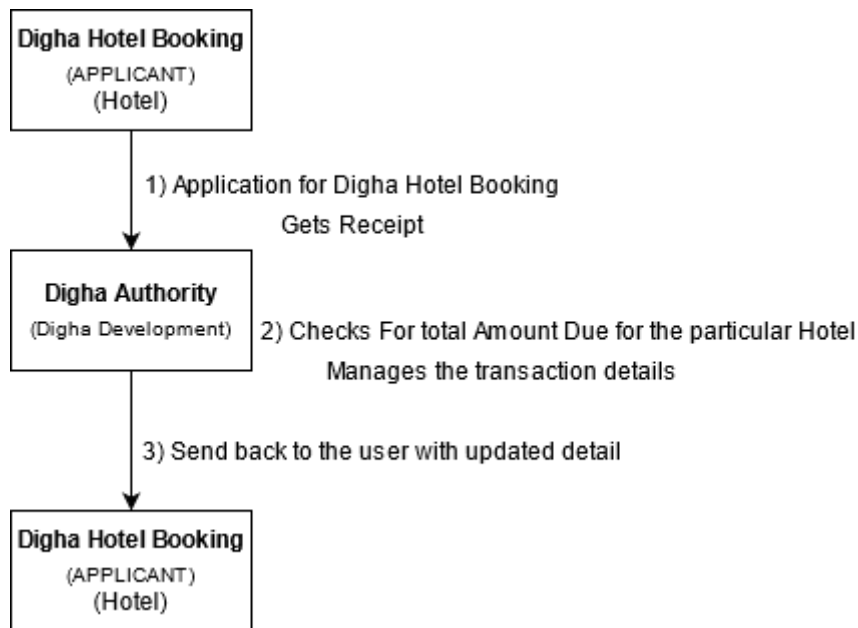 Digha Hotel Booking
(APPLICANT)
(Hotel)
1) Application for Digha Hotel Booking
Gets Receipt
Digha Authority
(Digha Development)
2) Checks For total Amount Due for the particular Hotel
Manages the transaction details
3) Send back to the user with updated detail
Digha Hotel Booking
(APPLICANT)
(Hotel)